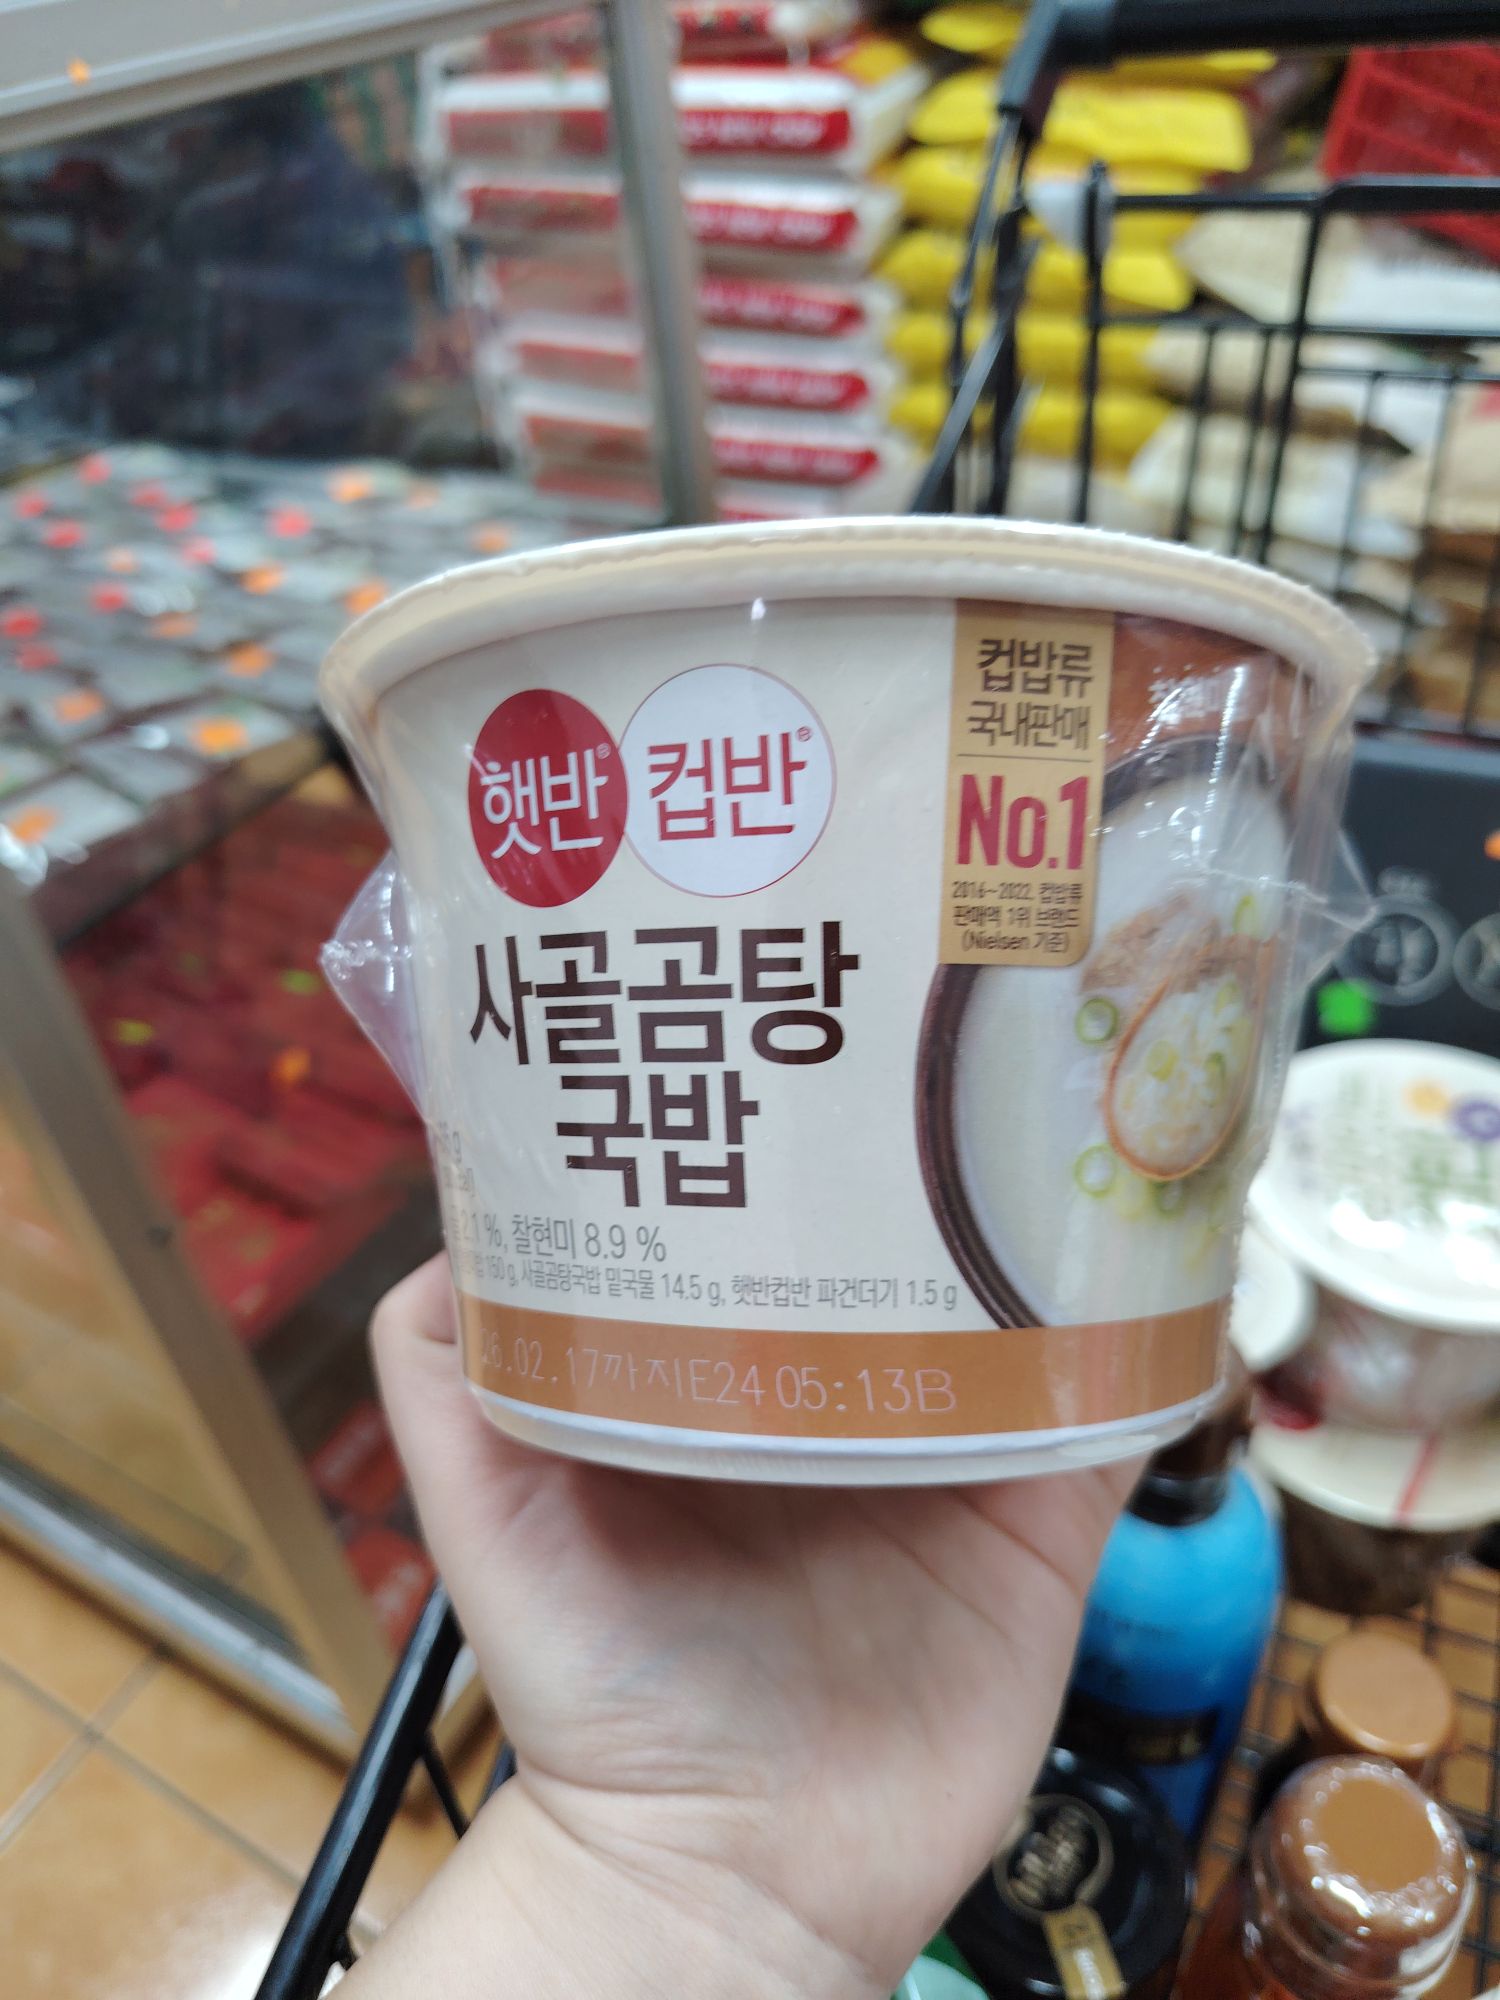 햇반 컵반
컵밥류
국내판매
No.1
2016~2022. 컵밥류
판매액 1위 브랜드
(Nielsen 기준)
사골곰탕
국밥
21 %, 찰현미 8.9 %
150 g, 사골곰탕국밥 밑국물 14.5 g, 햇반컵반 파건더기 1.5 g
26.02.17까지E24 05:13B